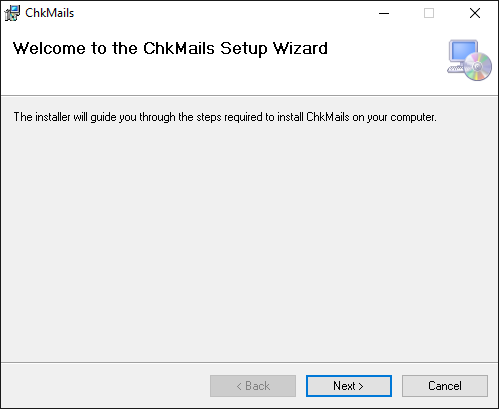 ChkMails
Welcome to the ChkMails Setup Wizard
The installer will guide you through the steps required to install ChkMails on your computer.
< Back
Next >
Cancel